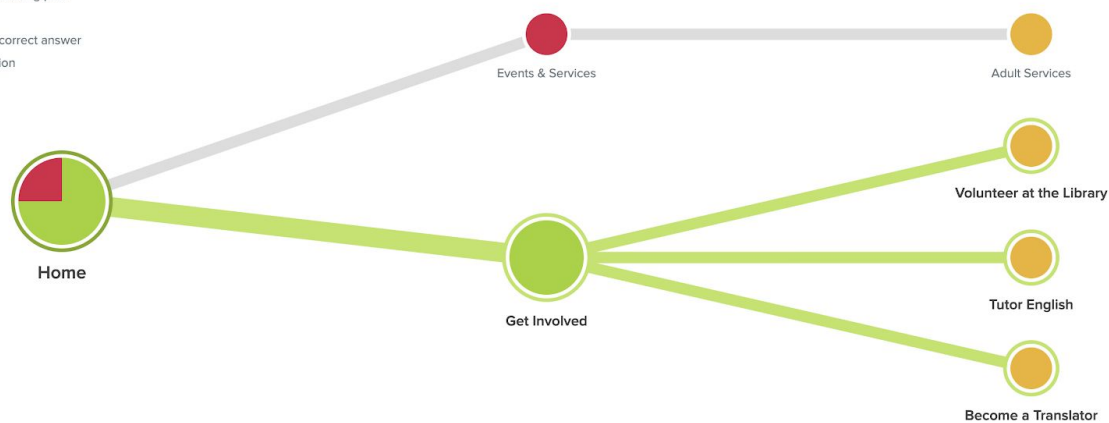 correct answer
ion
Events & Services
Adult Services
Volunteer at the Library
Home
Tutor English
Get Involved
Become a Translator